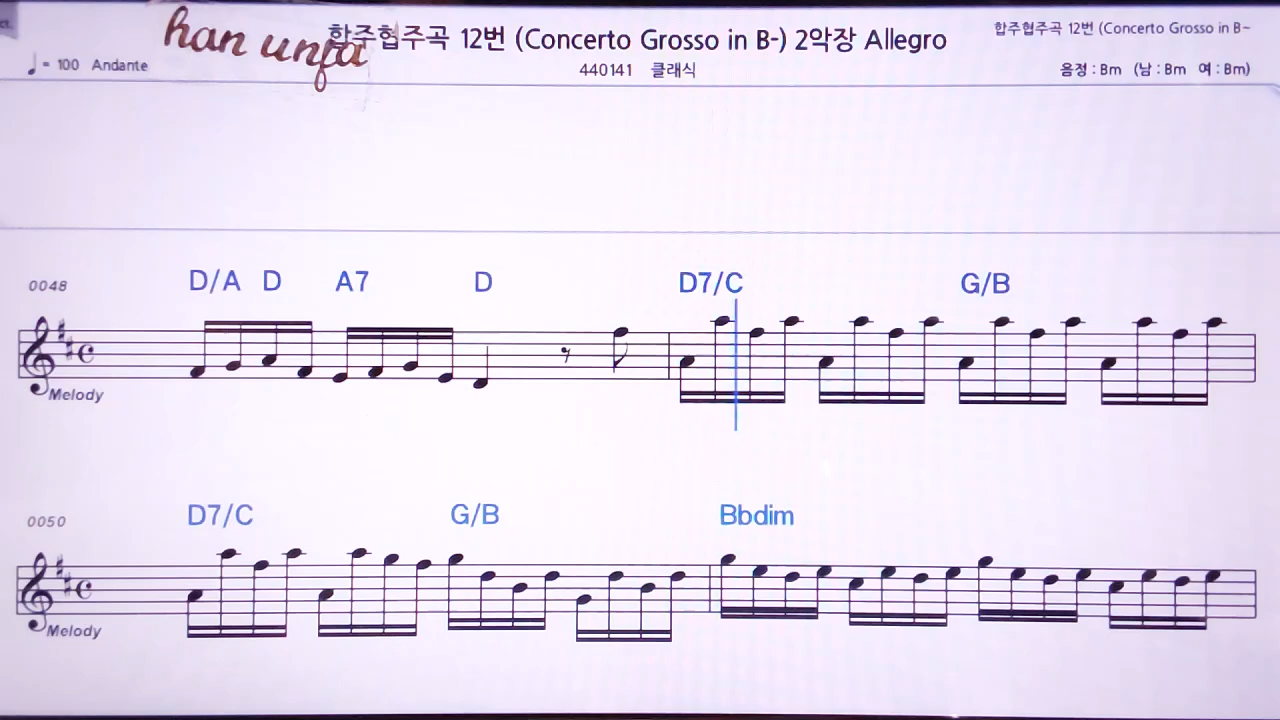 han unfa
합주협주곡 12번 (Concerto Grosso in B-) 2악장 Allegro
합주협주곡 12번 (Concerto Grosso in B-
♩= 100 Andante
440141 클래식
음정 : Bm (남 : Bm 여 : Bm)
0048 D/A D A7 D D7/C G/B
Melody
0050 D7/C G/B Bbdim
Melody